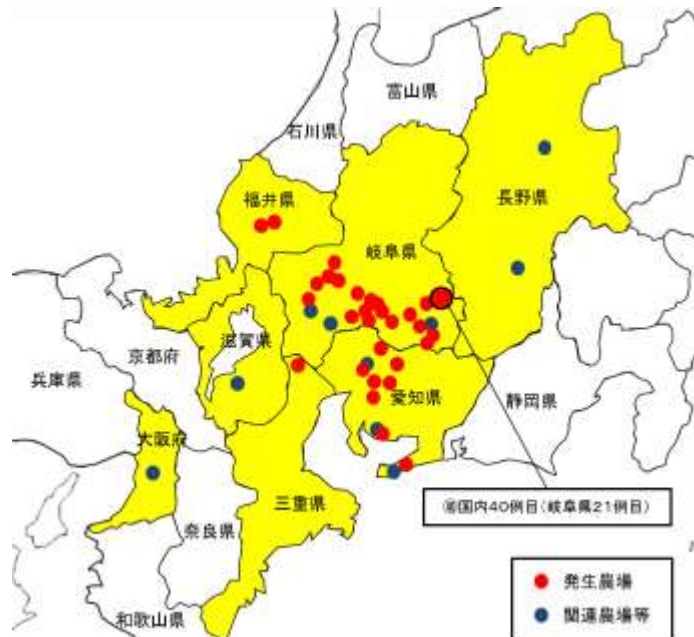 富山県
石川県
福井県
長野県
岐阜県
滋賀県
京都府
兵庫県
愛知県
静岡県
大阪府
三重県
奈良県
和歌山県
㊵国内40例目(岐阜県21例目)
発生農場
関連農場等